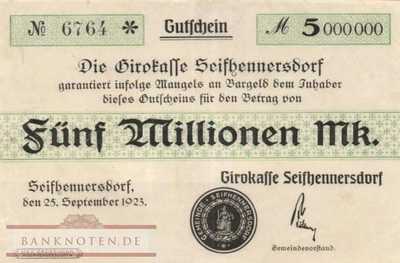 № 6764 * Gutschein M 5000000
Die Girokasse Seifhennersdorf
garantiert infolge Mangels an Bargeld dem Inhaber
dieses Gutscheins für den Betrag von
Fünf Millionen Mk.
Seifhennersdorf,
den 25. September 1923.
Girokasse Seifhennersdorf
Gemeindevorstand.
BANKNOTEN.DE